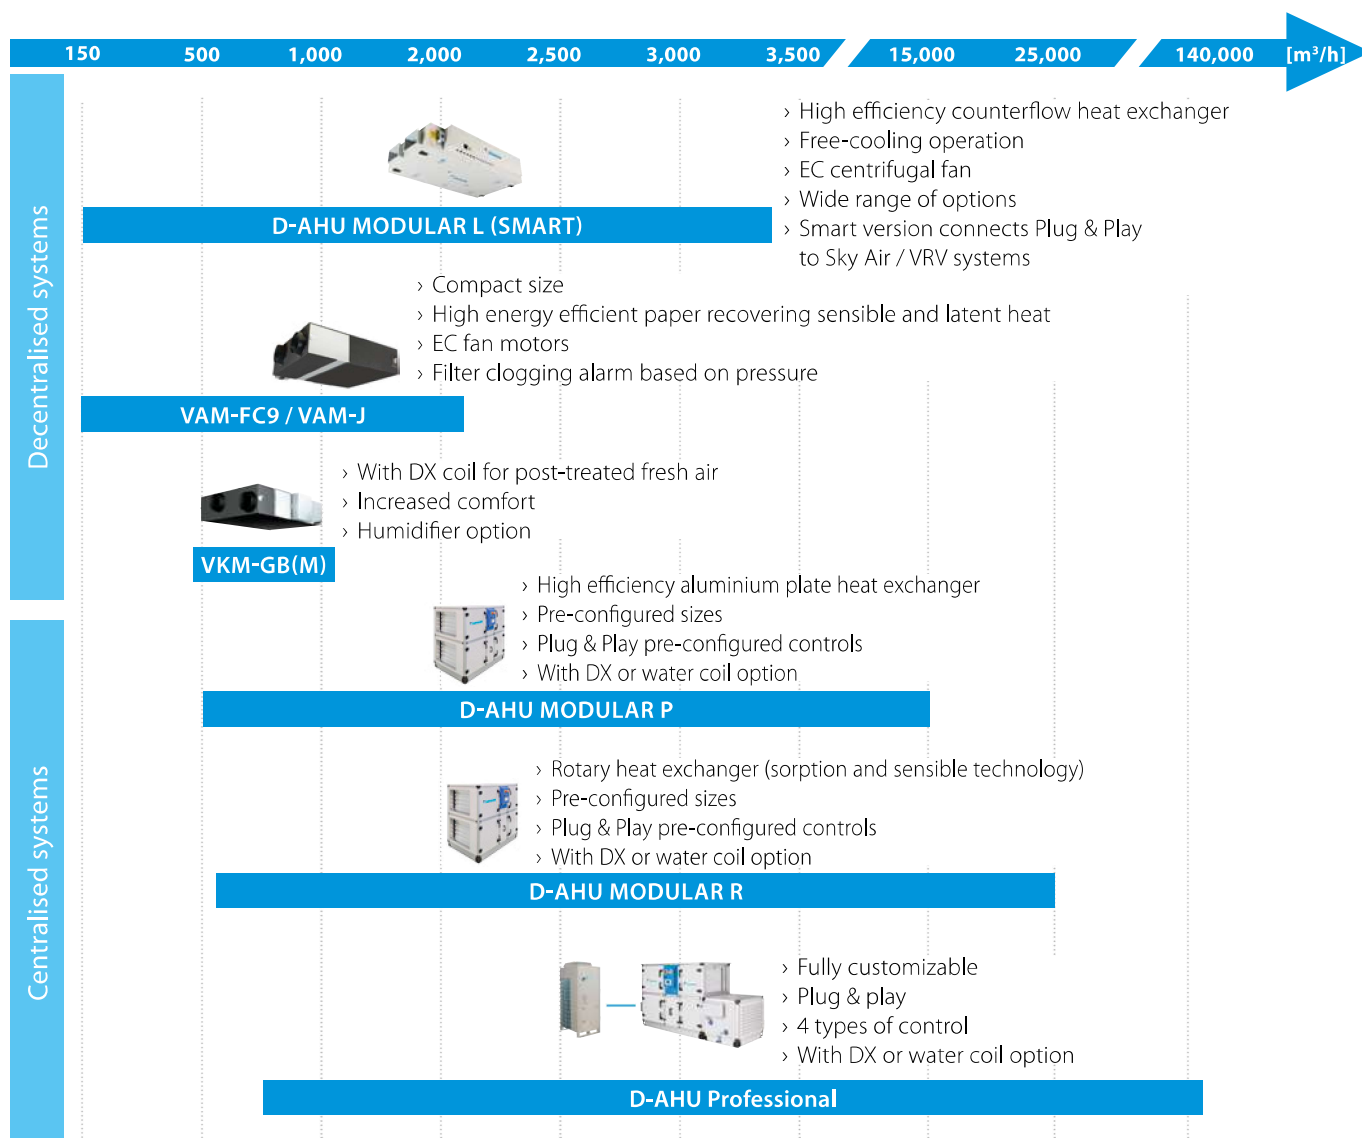 150 500 1,000 2,000 2,500 3,000 3,500 15,000 25,000 140,000 [m³/h]
Decentralised systems
› High efficiency counterflow heat exchanger
› Free-cooling operation
› EC centrifugal fan
› Wide range of options
› Smart version connects Plug & Play
to Sky Air / VRV systems
D-AHU MODULAR L (SMART)
› Compact size
› High energy efficient paper recovering sensible and latent heat
› EC fan motors
› Filter clogging alarm based on pressure
VAM-FC9 / VAM-J
› With DX coil for post-treated fresh air
› Increased comfort
› Humidifier option
VKM-GB(M)
Centralised systems
› High efficiency aluminium plate heat exchanger
› Pre-configured sizes
› Plug & Play pre-configured controls
› With DX or water coil option
D-AHU MODULAR P
› Rotary heat exchanger (sorption and sensible technology)
› Pre-configured sizes
› Plug & Play pre-configured controls
› With DX or water coil option
D-AHU MODULAR R
› Fully customizable
› Plug & play
› 4 types of control
› With DX or water coil option
D-AHU Professional